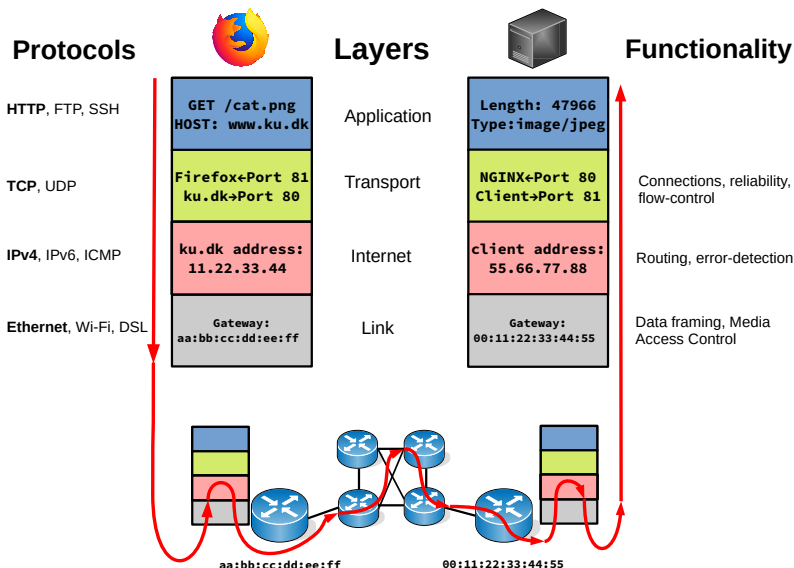 Protocols
Layers
Functionality
HTTP, FTP, SSH
GET /cat.png
HOST: www.ku.dk
Application
Length: 47966
Type:image/jpeg
TCP, UDP
Firefox←Port 81
ku.dk→Port 80
Transport
NGINX←Port 80
Client→Port 81
Connections, reliability,
flow-control
IPv4, IPv6, ICMP
ku.dk address:
11.22.33.44
Internet
client address:
55.66.77.88
Routing, error-detection
Ethernet, Wi-Fi, DSL
Gateway:
aa:bb:cc:dd:ee:ff
Link
Gateway:
00:11:22:33:44:55
Data framing, Media
Access Control
aa:bb:cc:dd:ee:ff
00:11:22:33:44:55